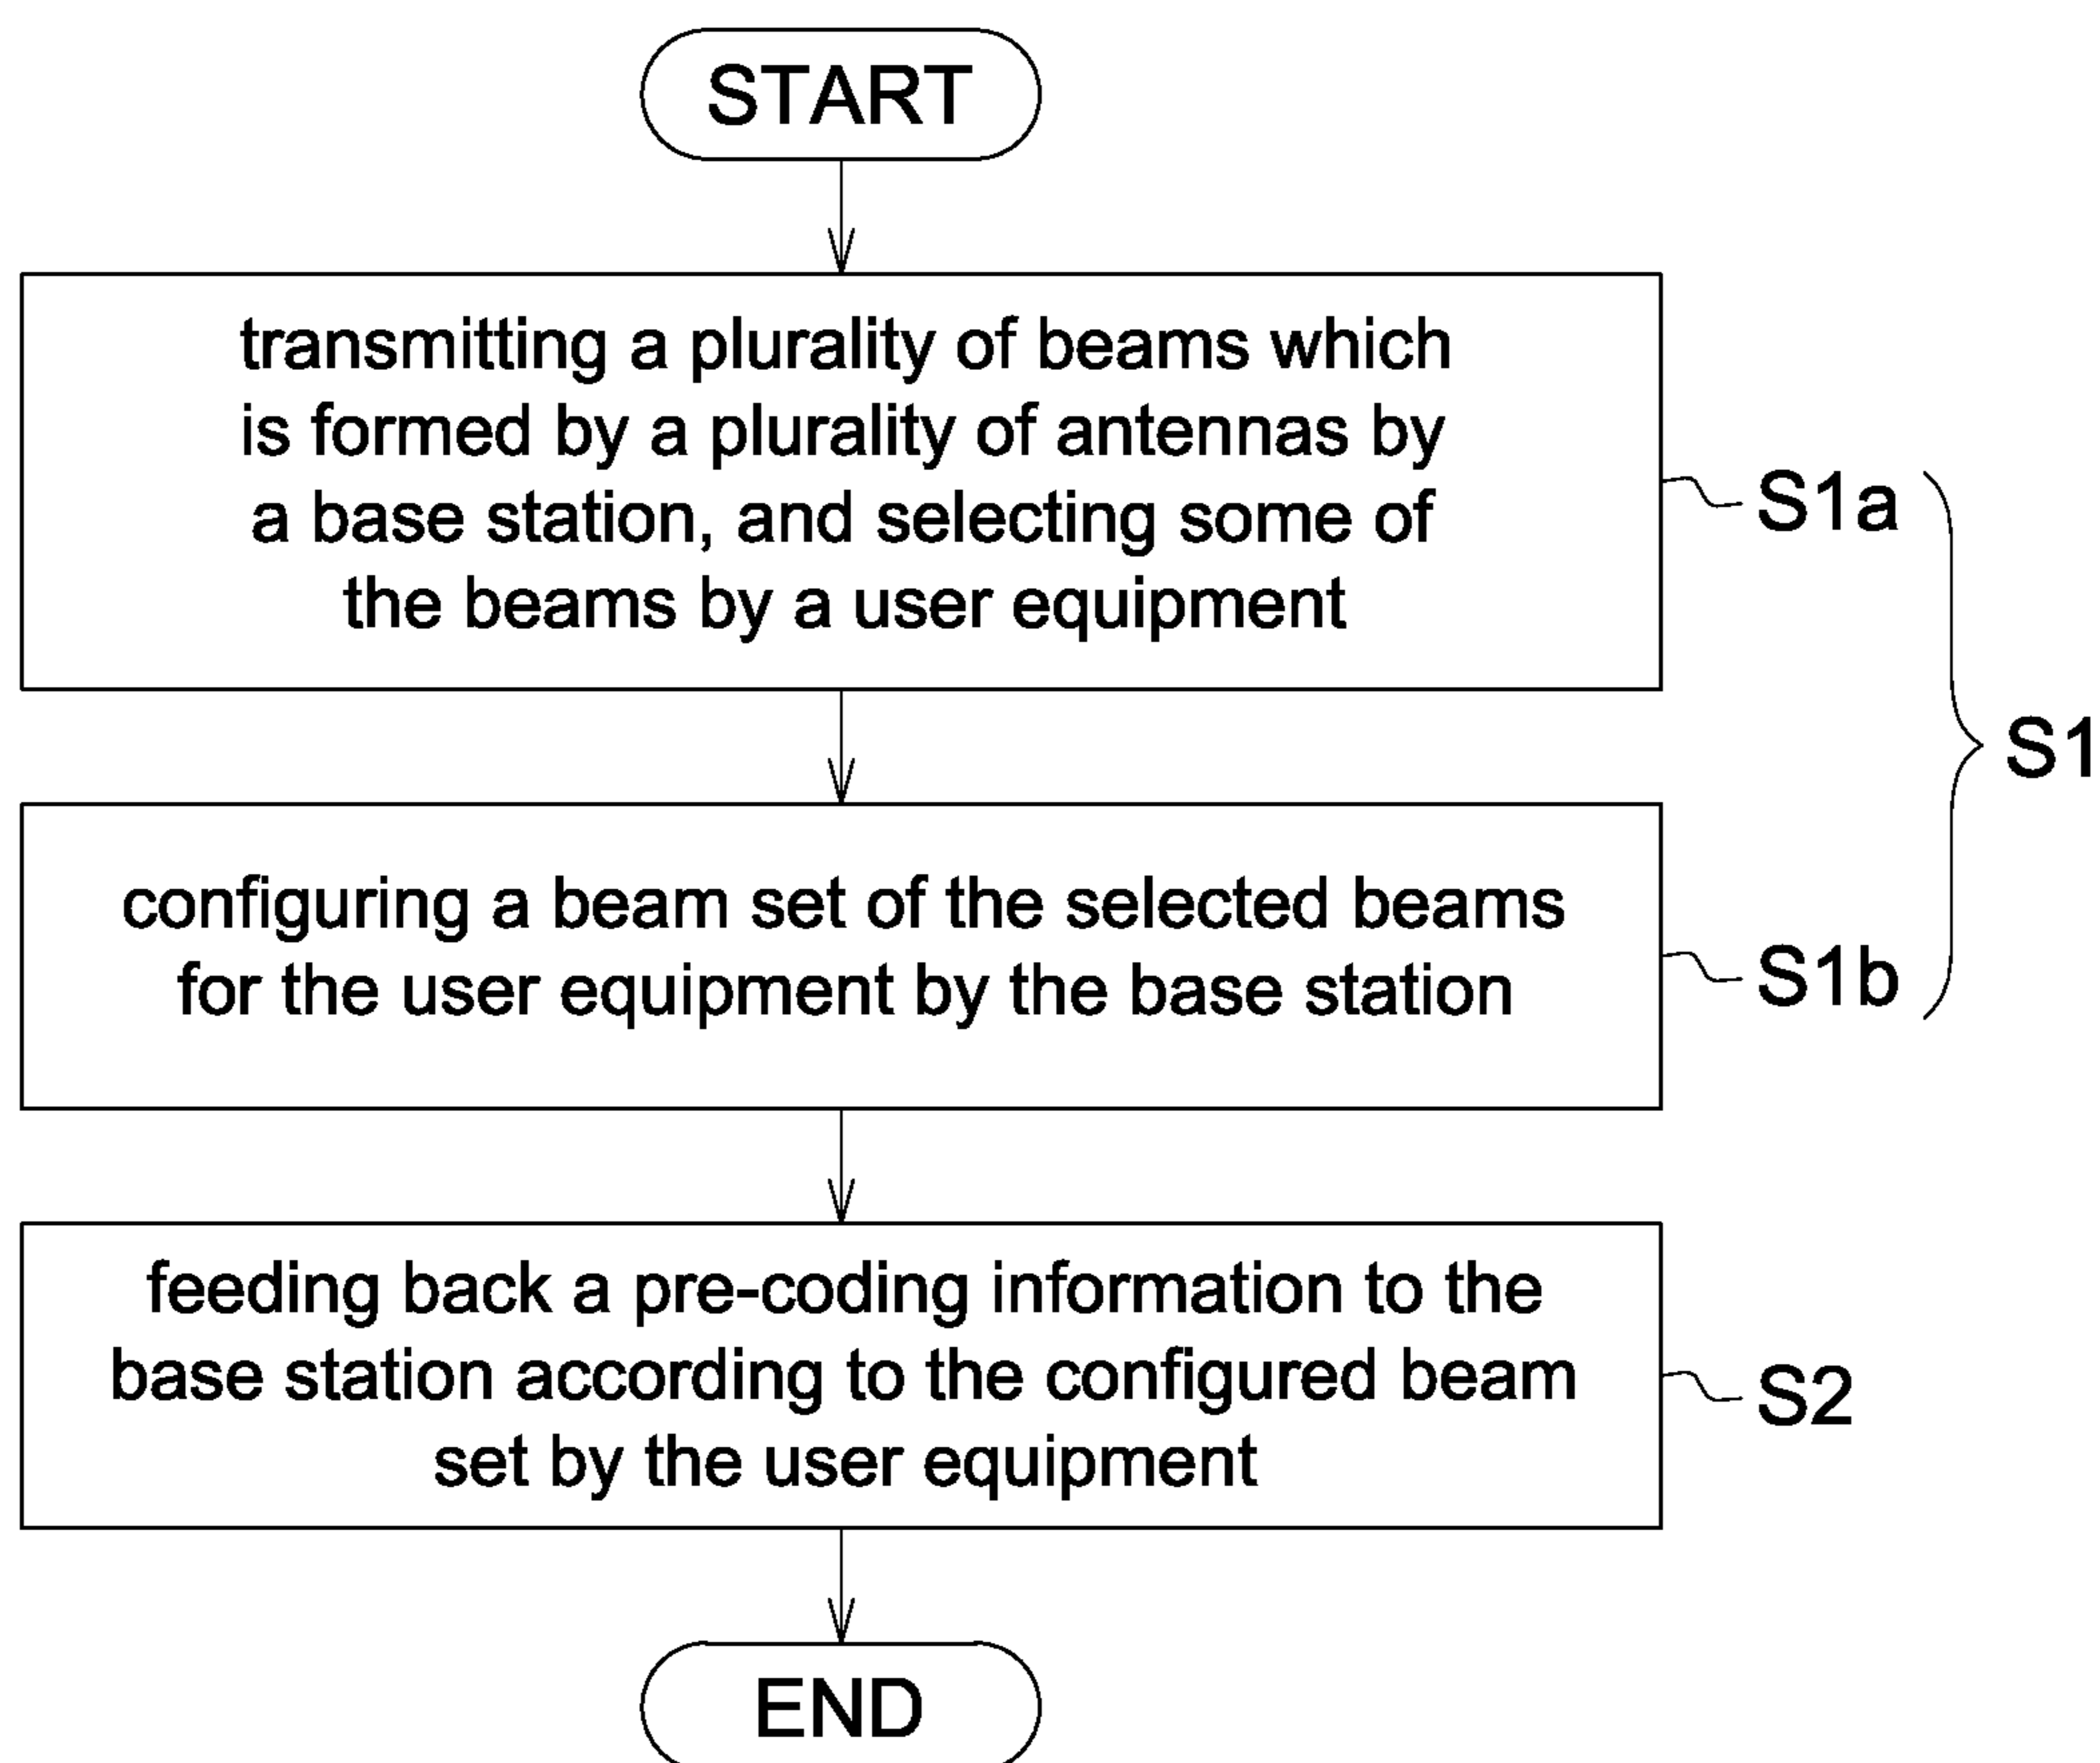 START
transmitting a plurality of beams which
is formed by a plurality of antennas by
a base station, and selecting some of
the beams by a user equipment
S1a
S1
configuring a beam set of the selected beams
for the user equipment by the base station
S1b
feeding back a pre-coding information to the
base station according to the configured beam
set by the user equipment
S2
END